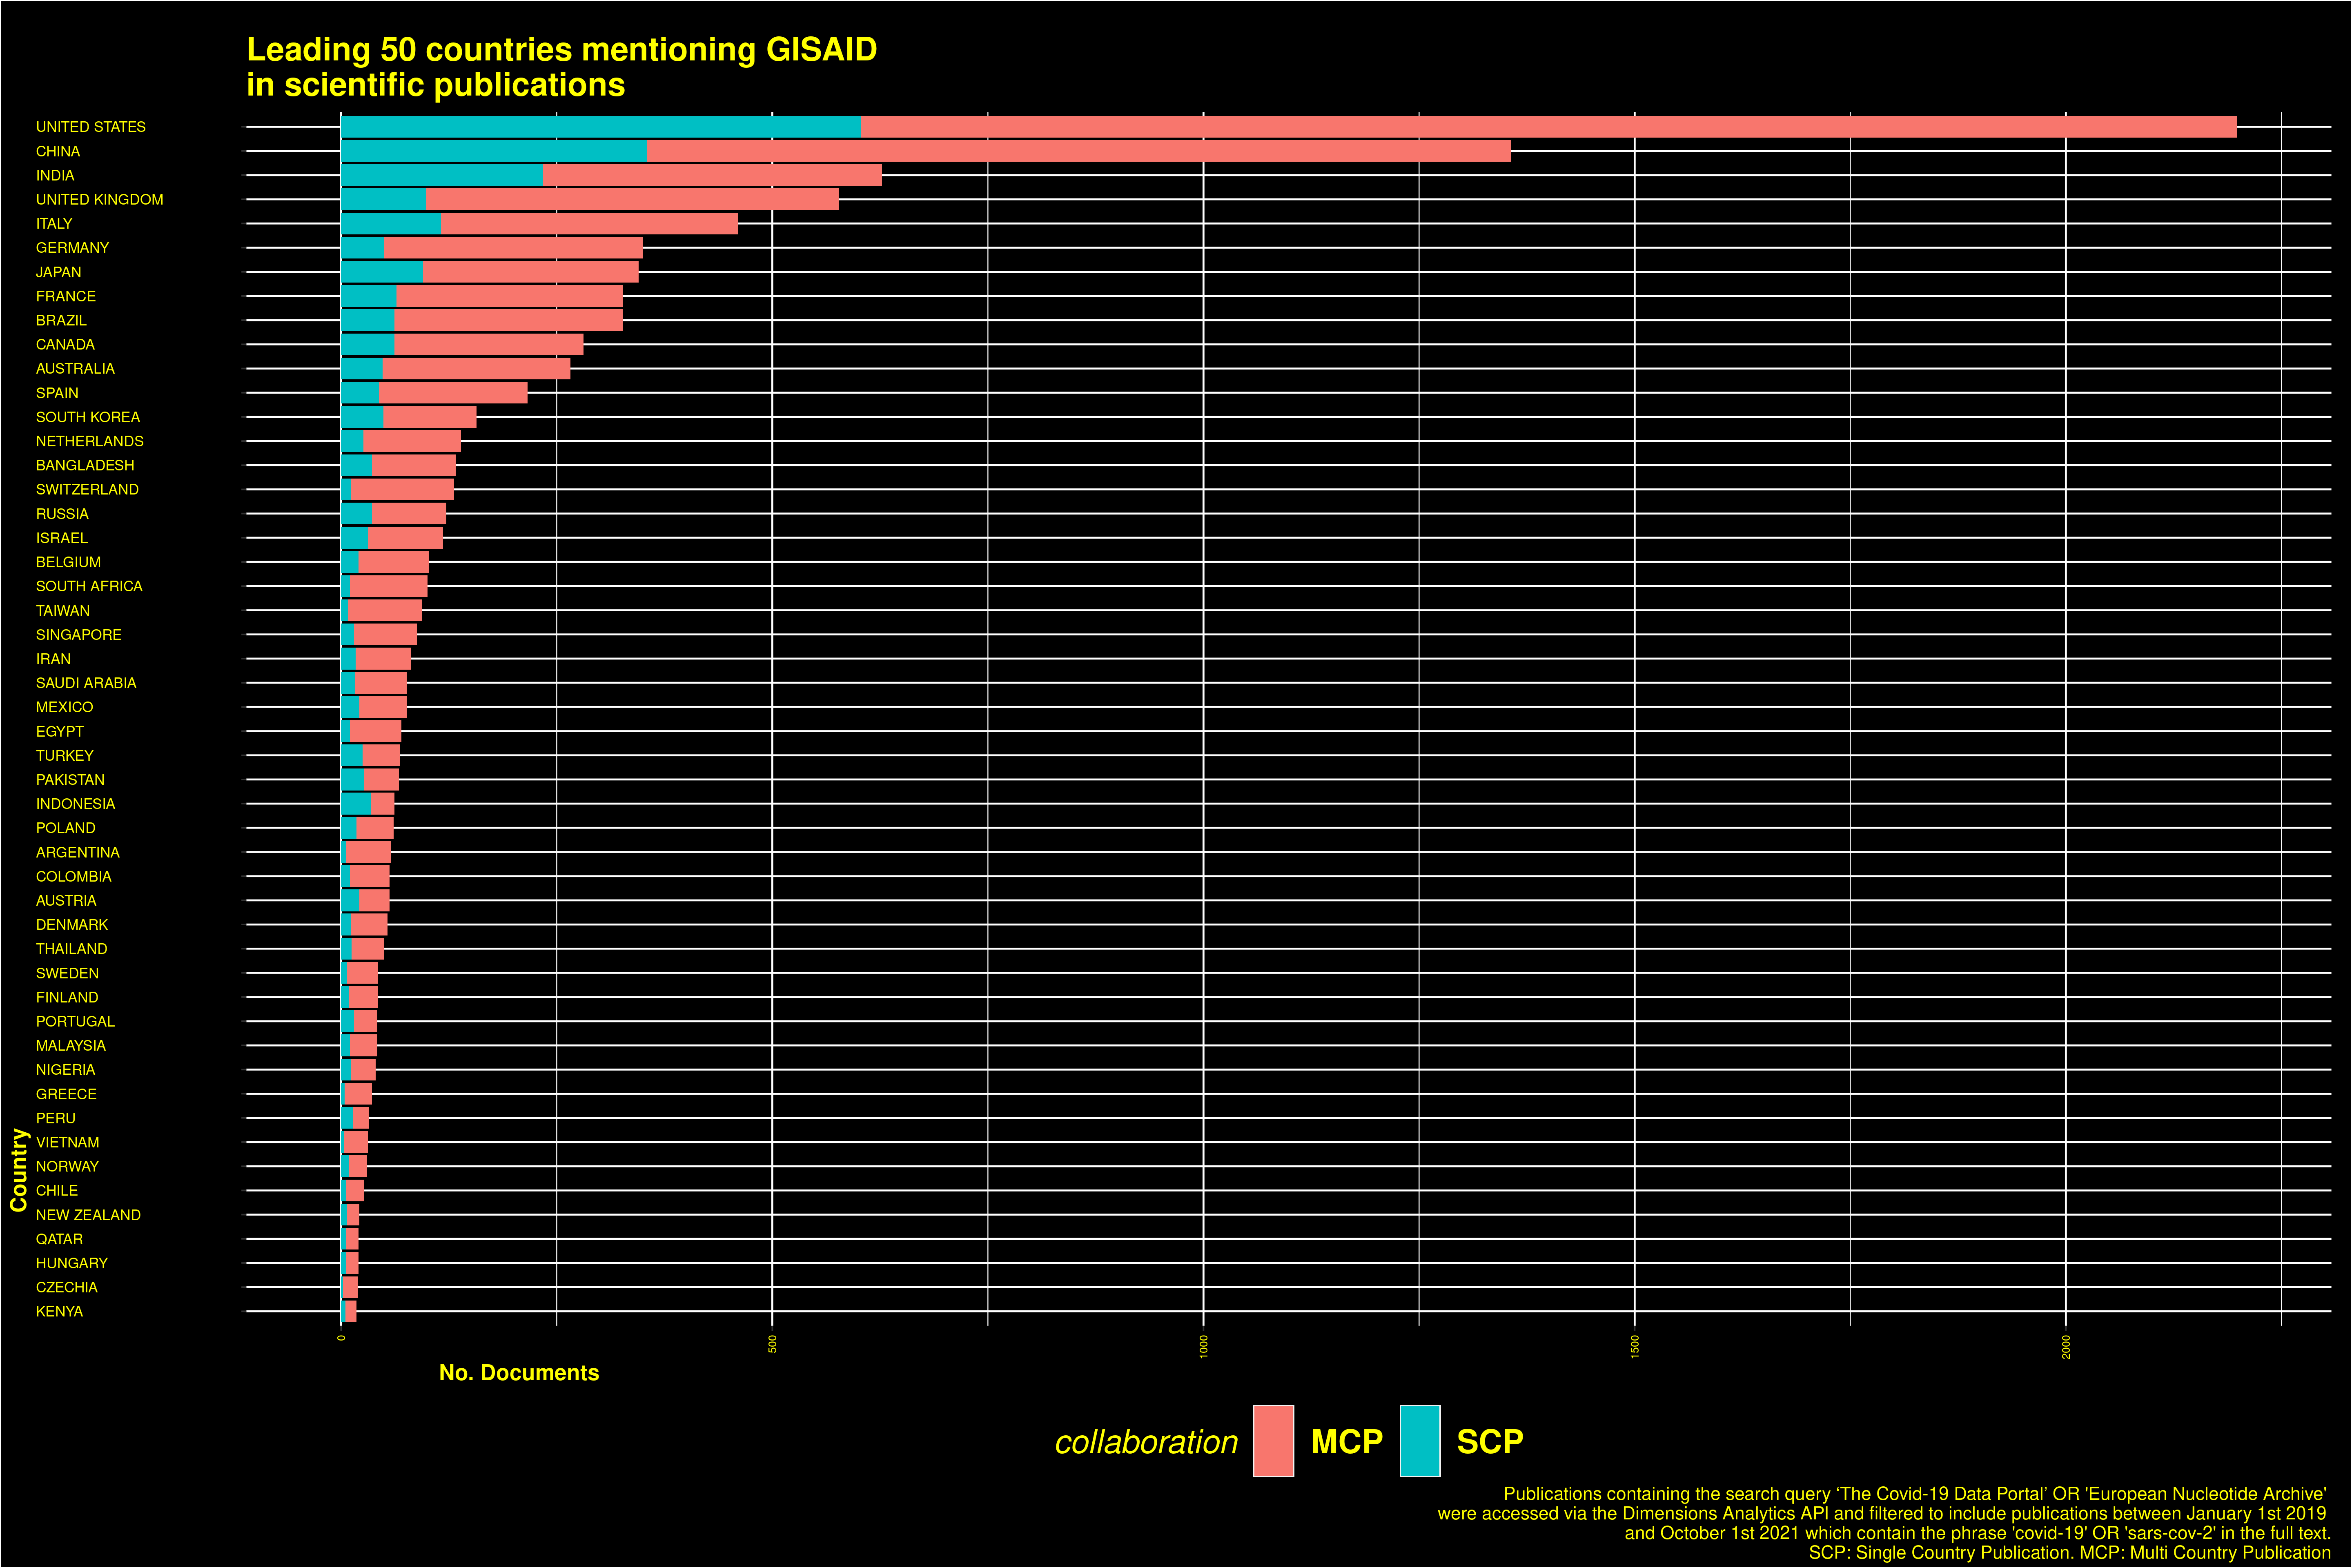 Leading 50 countries mentioning GISAID
in scientific publications
UNITED STATES
CHINA
INDIA
UNITED KINGDOM
ITALY
GERMANY
JAPAN
FRANCE
BRAZIL
CANADA
AUSTRALIA
SPAIN
SOUTH KOREA
NETHERLANDS
BANGLADESH
SWITZERLAND
RUSSIA
ISRAEL
BELGIUM
SOUTH AFRICA
TAIWAN
SINGAPORE
IRAN
SAUDI ARABIA
MEXICO
EGYPT
TURKEY
PAKISTAN
INDONESIA
POLAND
ARGENTINA
COLOMBIA
AUSTRIA
DENMARK
THAILAND
SWEDEN
FINLAND
PORTUGAL
MALAYSIA
NIGERIA
GREECE
PERU
VIETNAM
NORWAY
CHILE
NEW ZEALAND
QATAR
HUNGARY
CZECHIA
KENYA
Country
0
500
1000
1500
2000
No. Documents
collaboration MCP SCP
Publications containing the search query ‘The Covid-19 Data Portal’ OR 'European Nucleotide Archive'
were accessed via the Dimensions Analytics API and filtered to include publications between January 1st 2019
and October 1st 2021 which contain the phrase 'covid-19' OR 'sars-cov-2' in the full text.
SCP: Single Country Publication. MCP: Multi Country Publication